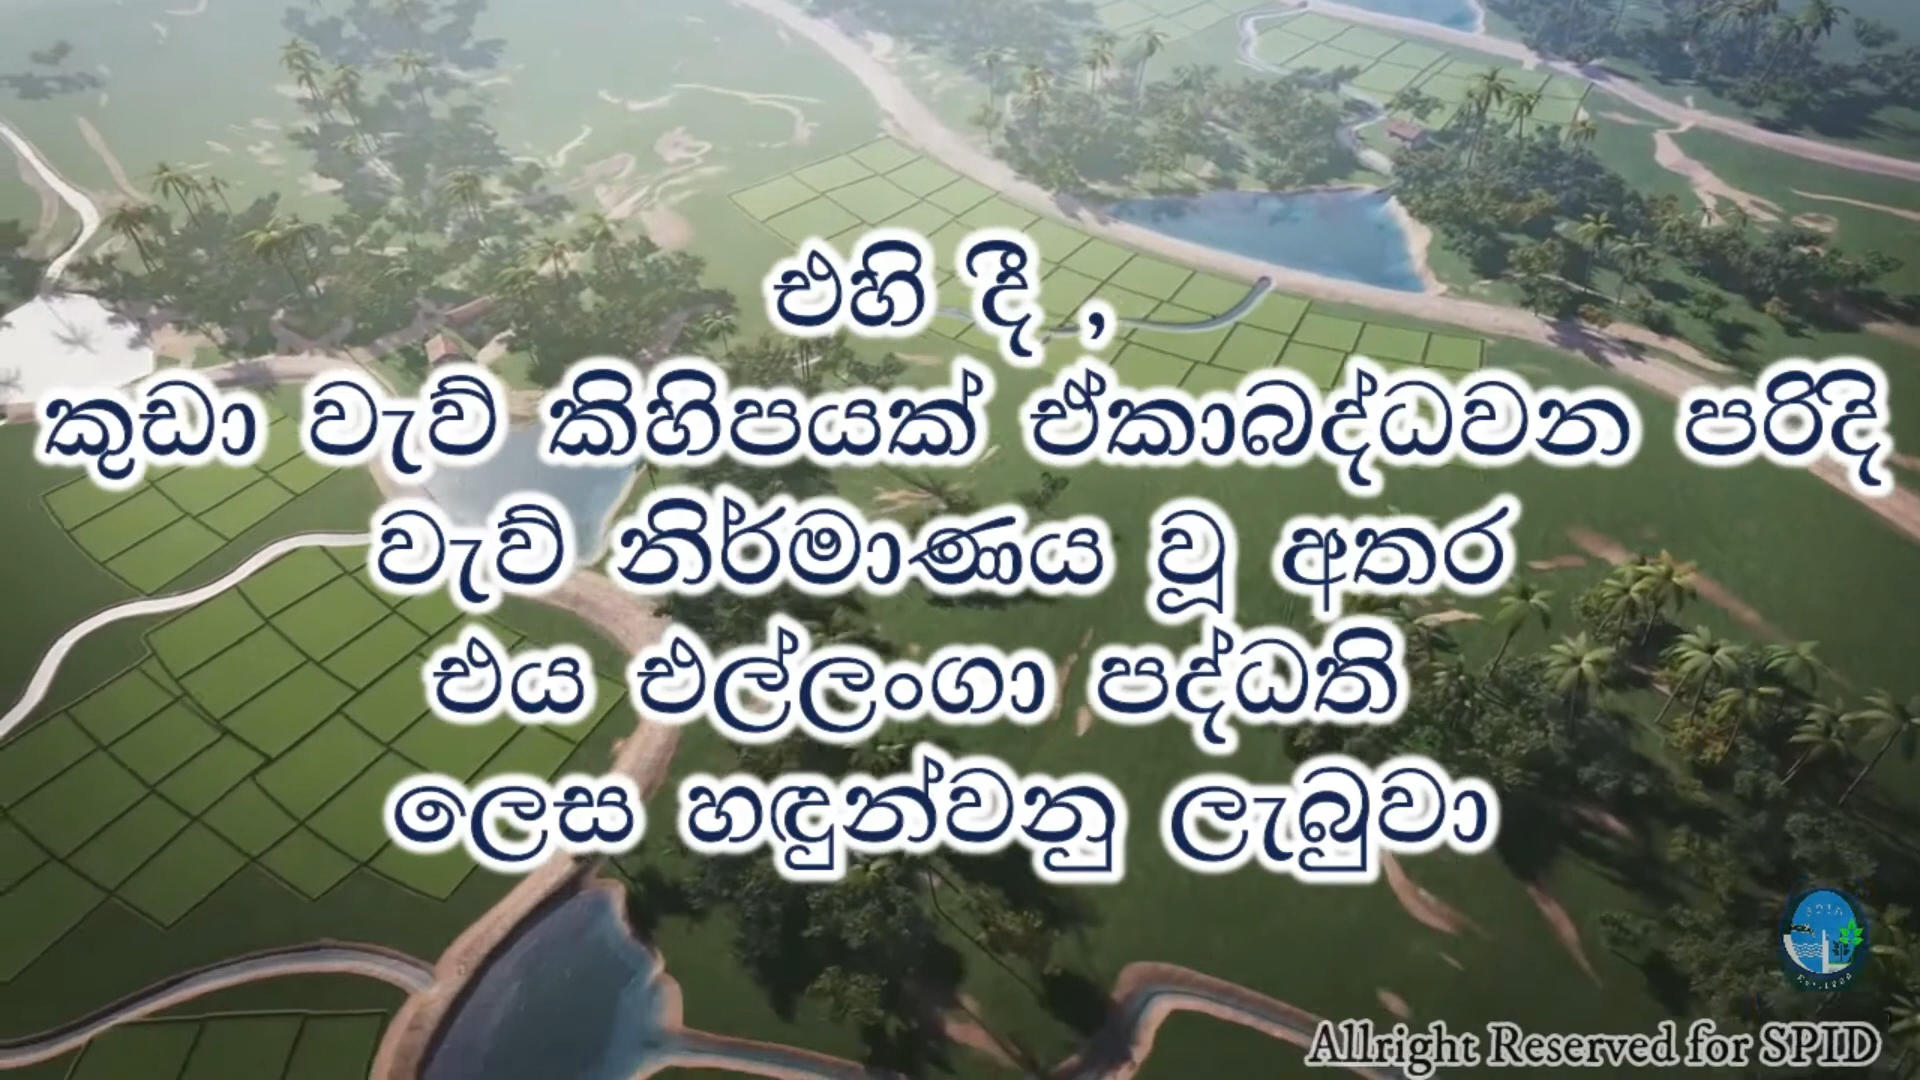 එහි දී ,
කුඩා වැව් කිහිපයක් ඒකාබද්ධවන පරිදි
වැව් නිර්මාණය වූ අතර
එය එල්ලංගා පද්ධති
ලෙස හඳුන්වනු ලැබුවා
Allright Reserved for SPID